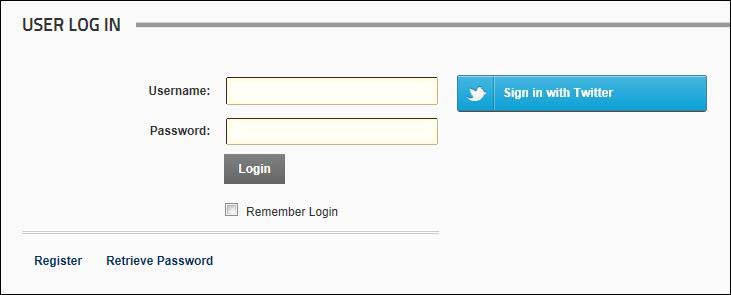 USER LOG IN
Username:
Sign in with Twitter
Password:
Login
Remember Login
Register Retrieve Password